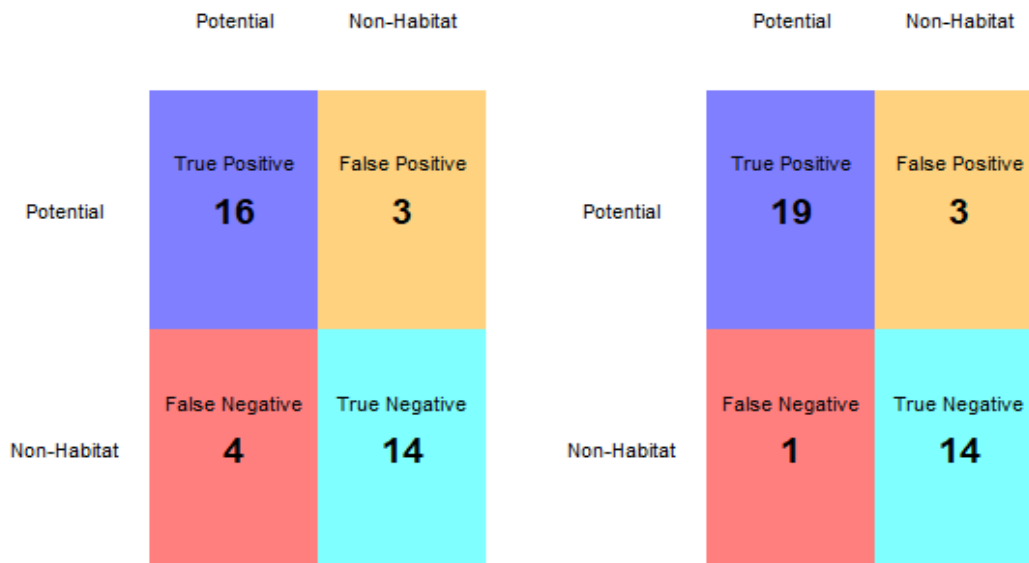 Potential Non-Habitat Potential Non-Habitat
True Positive False Positive True Positive False Positive
Potential 16 3 Potential 19 3
False Negative True Negative False Negative True Negative
Non-Habitat 4 14 Non-Habitat 1 14